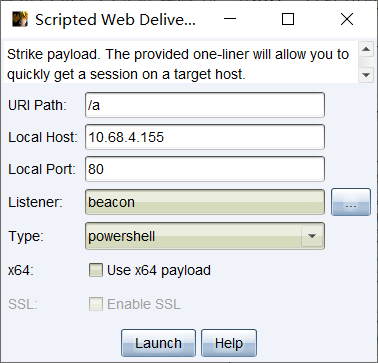 Scripted Web Delive...
Strike payload. The provided one-liner will allow you to
quickly get a session on a target host.
URI Path: /a
Local Host: 10.68.4.155
Local Port: 80
Listener: beacon ...
Type: powershell
x64: Use x64 payload
SSL: Enable SSL
Launch Help